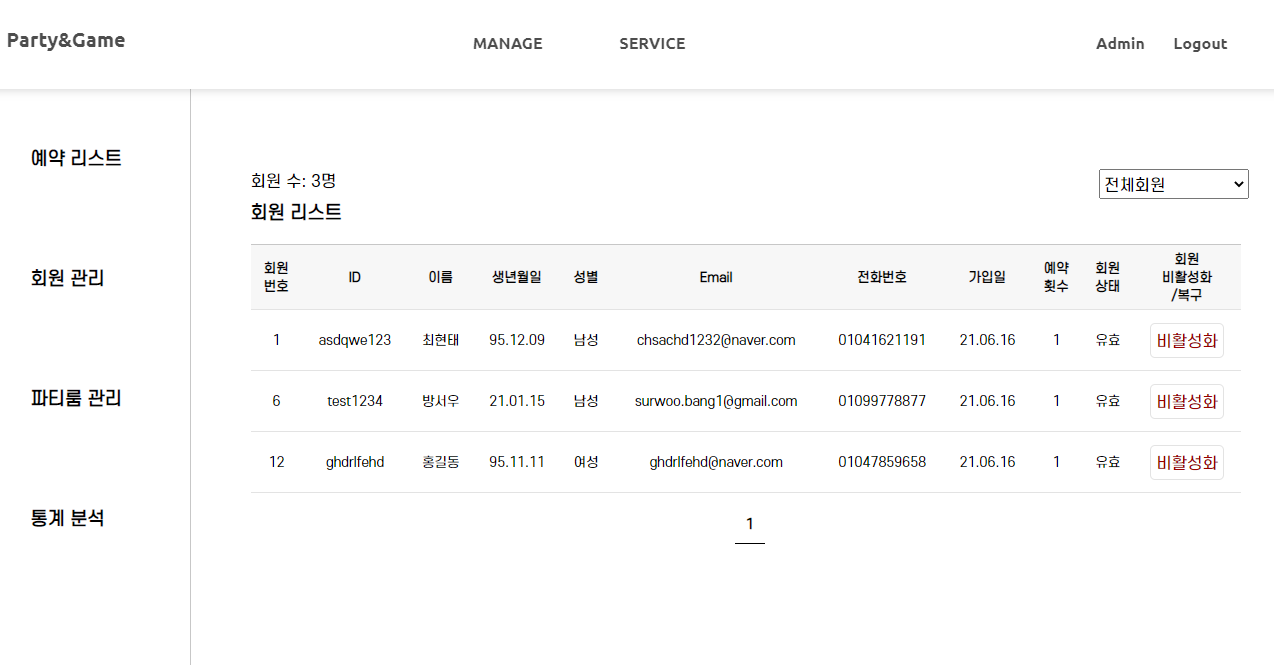 Party&Game MANAGE SERVICE Admin Logout
예약 리스트
회원 관리
파티룸 관리
통계 분석
회원 수: 3명
전체회원
회원 리스트
회원 번호 ID 이름 생년월일 성별 Email 전화번호 가입일 예약 횟수 회원 상태 회원 비활성화 /복구
1 asdqwe123 최현태 95.12.09 남성 chsachd1232@naver.com 01041621191 21.06.16 1 유효 비활성화
6 test1234 방서우 21.01.15 남성 surwoo.bang1@gmail.com 01099778877 21.06.16 1 유효 비활성화
12 ghdrlfehd 홍길동 95.11.11 여성 ghdrlfehd@naver.com 01047859658 21.06.16 1 유효 비활성화
1